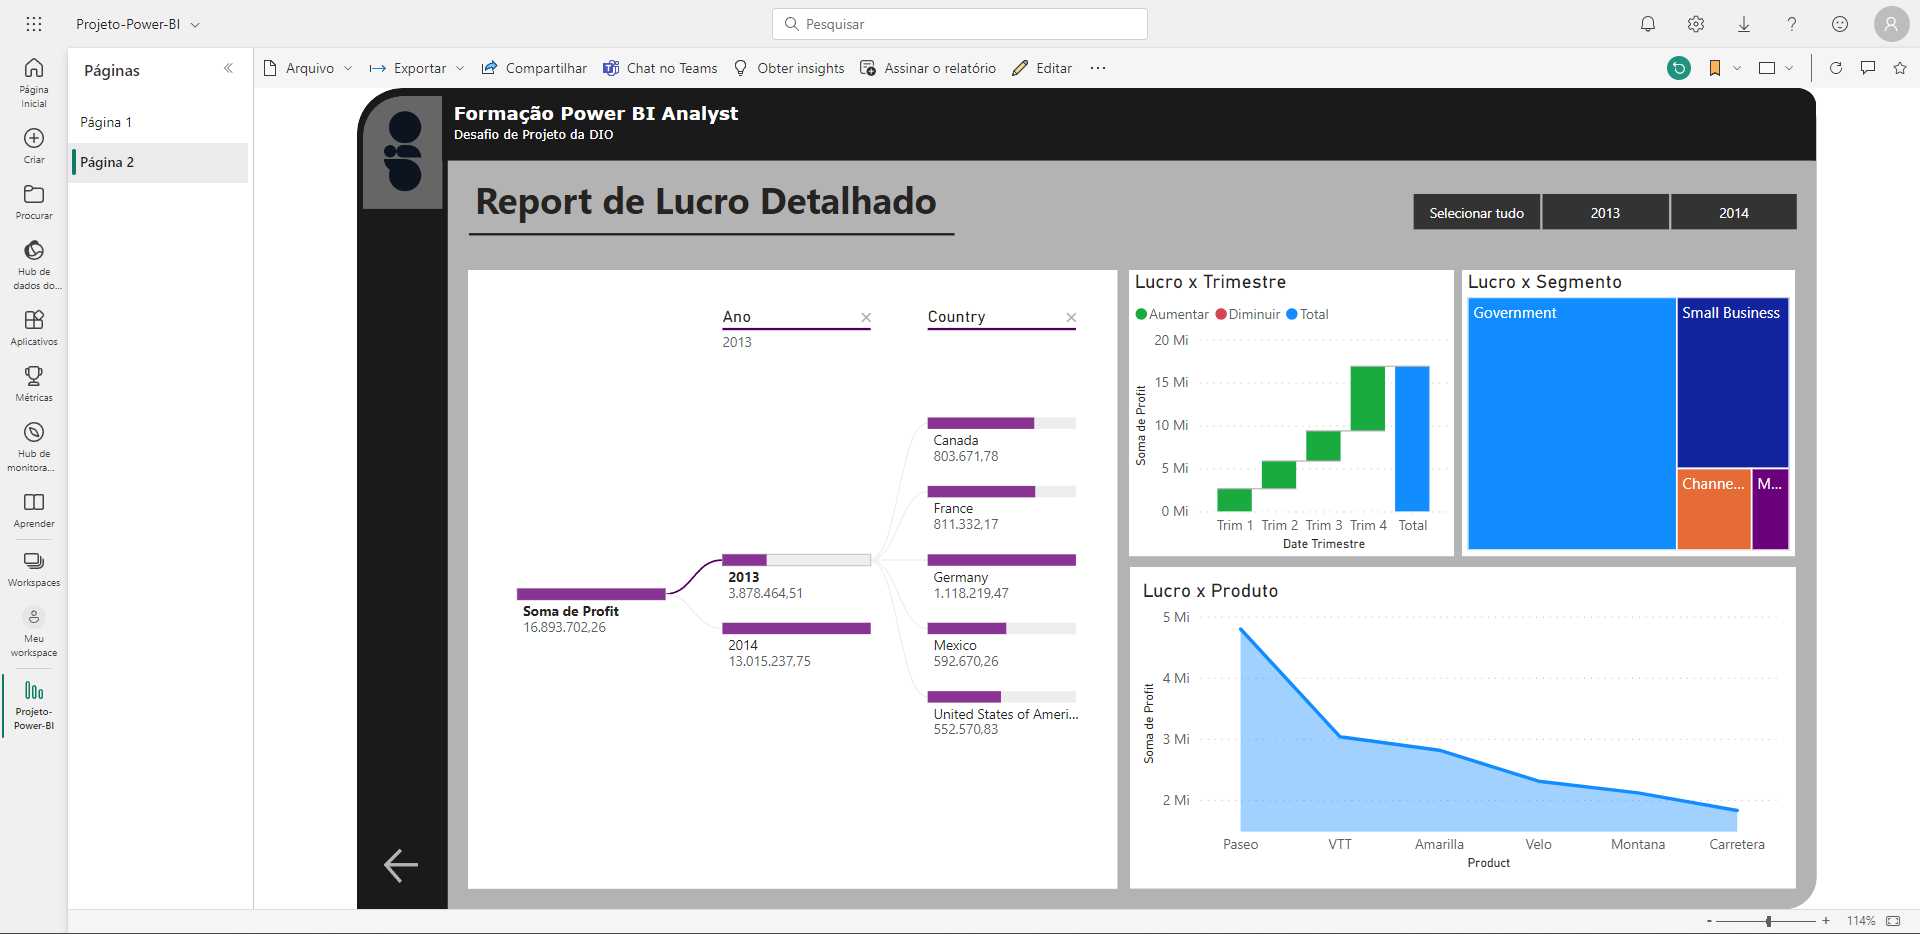 Projeto-Power-BI
Pesquisar
Página Inicial
Criar
Procurar
Hub de dados do...
Aplicativos
Métricas
Hub de monitora...
Aprender
Workspaces
Meu workspace
Projeto-Power-BI
Páginas
Página 1
Página 2
Arquivo
Exportar
Compartilhar
Chat no Teams
Obter insights
Assinar o relatório
Editar
Formação Power BI Analyst
Desafio de Projeto da DIO
Report de Lucro Detalhado
Selecionar tudo
2013
2014
Ano
2013
Country
Soma de Profit
16.893.702,26
2013
3.878.464,51
2014
13.015.237,75
Canada
803.671,78
France
811.332,17
Germany
1.118.219,47
Mexico
592.670,26
United States of Ameri...
552.570,83
Lucro x Trimestre
Aumentar Diminuir Total
Soma de Profit
20 Mi
15 Mi
10 Mi
5 Mi
0 Mi
Trim 1 Trim 2 Trim 3 Trim 4 Total
Date Trimestre
Lucro x Segmento
Government
Small Business
Channe...
M...
Lucro x Produto
Soma de Profit
5 Mi
4 Mi
3 Mi
2 Mi
Paseo VTT Amarilla Velo Montana Carretera
Product
- + 114%